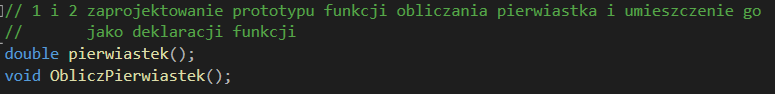 // 1 i 2 zaprojektowanie prototypu funkcji obliczania pierwiastka i umieszczenie go
//      jako deklaracji funkcji
double pierwiastek();
void ObliczPierwiastek();